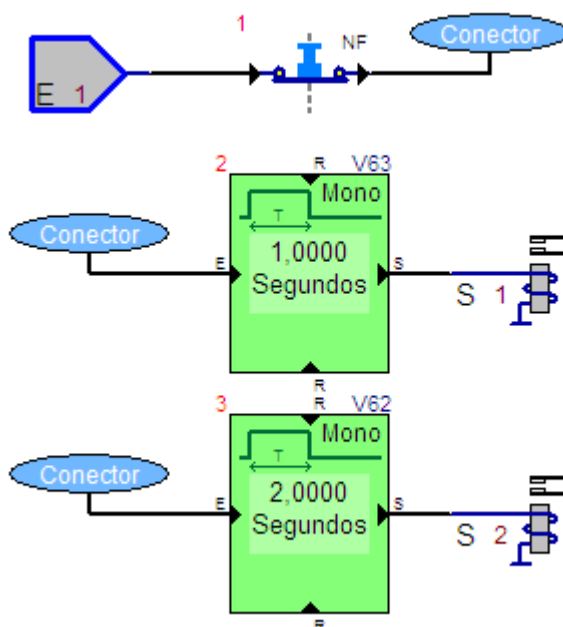 1
NF
Conector
E 1
2
R
V63
Mono
T
Conector
1,0000
Segundos
E
S
S 1
R
R
3
V62
Mono
T
Conector
2,0000
Segundos
E
S
S 2
R